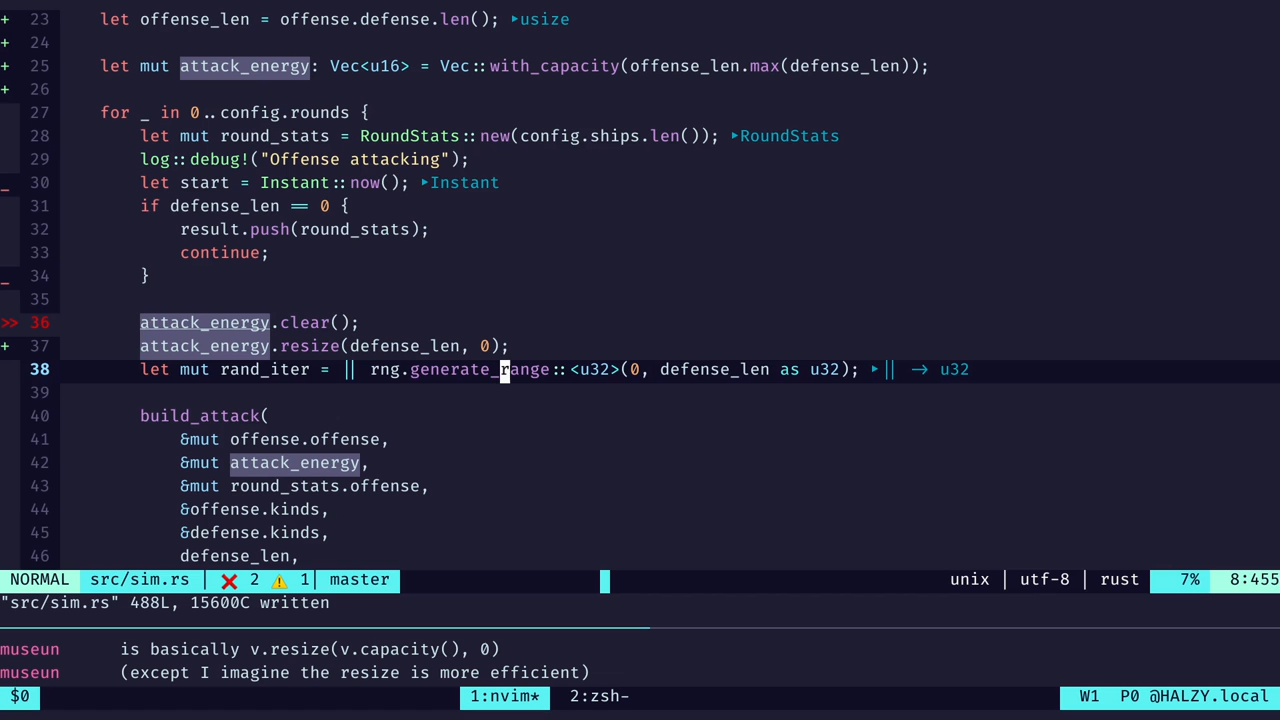 + 23 let offense_len = offense.defense.len(); ▸usize
+ 24
+ 25 let mut attack_energy: Vec<u16> = Vec::with_capacity(offense_len.max(defense_len));
+ 26
27 for _ in 0..config.rounds {
28 let mut round_stats = RoundStats::new(config.ships.len()); ▸RoundStats
29 log::debug!("Offense attacking");
_ 30 let start = Instant::now(); ▸Instant
31 if defense_len == 0 {
32 result.push(round_stats);
33 continue;
_ 34 }
35
>> 36 attack_energy.clear();
+ 37 attack_energy.resize(defense_len, 0);
38 let mut rand_iter = || rng.generate_range::<u32>(0, defense_len as u32); ▸|| -> u32
39
40 build_attack(
41 &mut offense.offense,
42 &mut attack_energy,
43 &mut round_stats.offense,
44 &offense.kinds,
45 &defense.kinds,
46 defense_len,
NORMAL src/sim.rs | ❌ 2 ⚠ 1| master unix | utf-8 | rust 7% 8:455
"src/sim.rs" 488L, 15600C written
museun is basically v.resize(v.capacity(), 0)
museun (except I imagine the resize is more efficient)
$0 1:nvim* 2:zsh- W1 P0 @HALZY.local